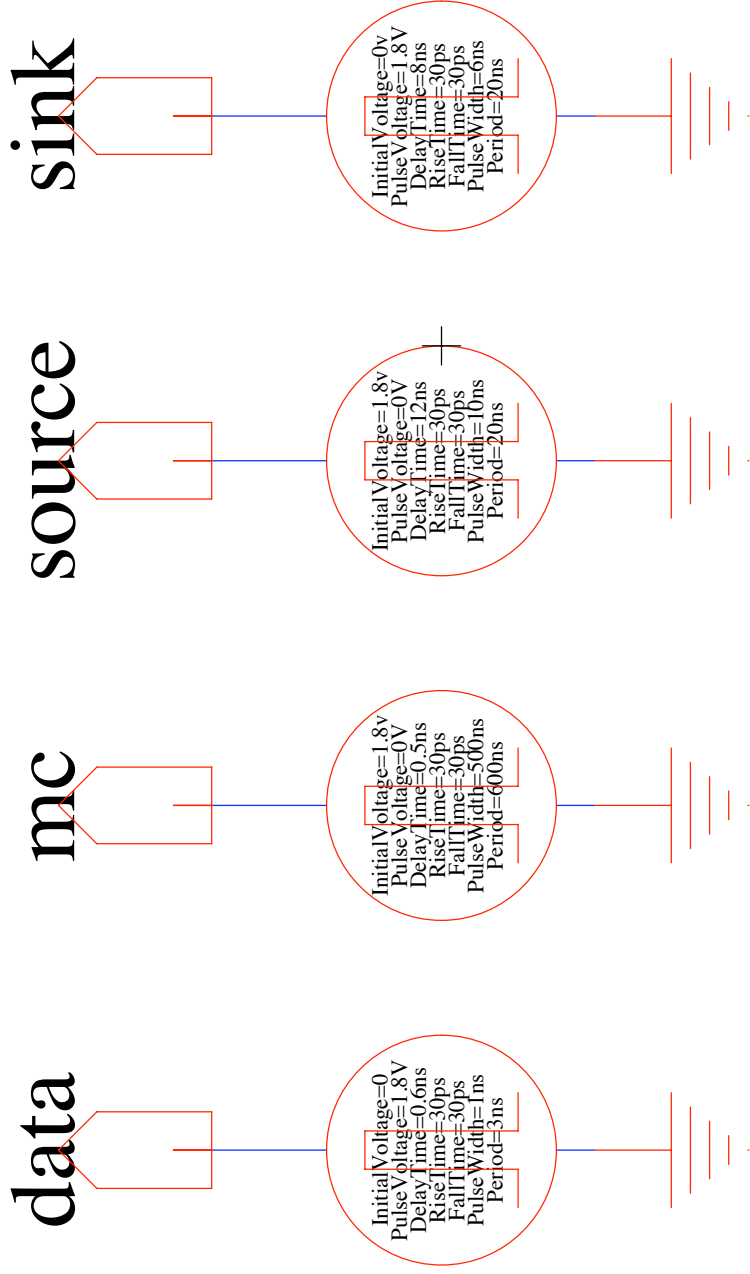 data
InitialVoltage=0
PulseVoltage=1.8V
DelayTime=0.6ns
RiseTime=30ps
FallTime=30ps
PulseWidth=1ns
Period=3ns
mc
InitialVoltage=1.8v
PulseVoltage=0V
DelayTime=0.5ns
RiseTime=30ps
FallTime=30ps
PulseWidth=500ns
Period=600ns
source
InitialVoltage=1.8v
PulseVoltage=0V
DelayTime=12ns
RiseTime=30ps
FallTime=30ps
PulseWidth=10ns
Period=20ns
sink
InitialVoltage=0v
PulseVoltage=1.8V
DelayTime=8ns
RiseTime=30ps
FallTime=30ps
PulseWidth=6ns
Period=20ns